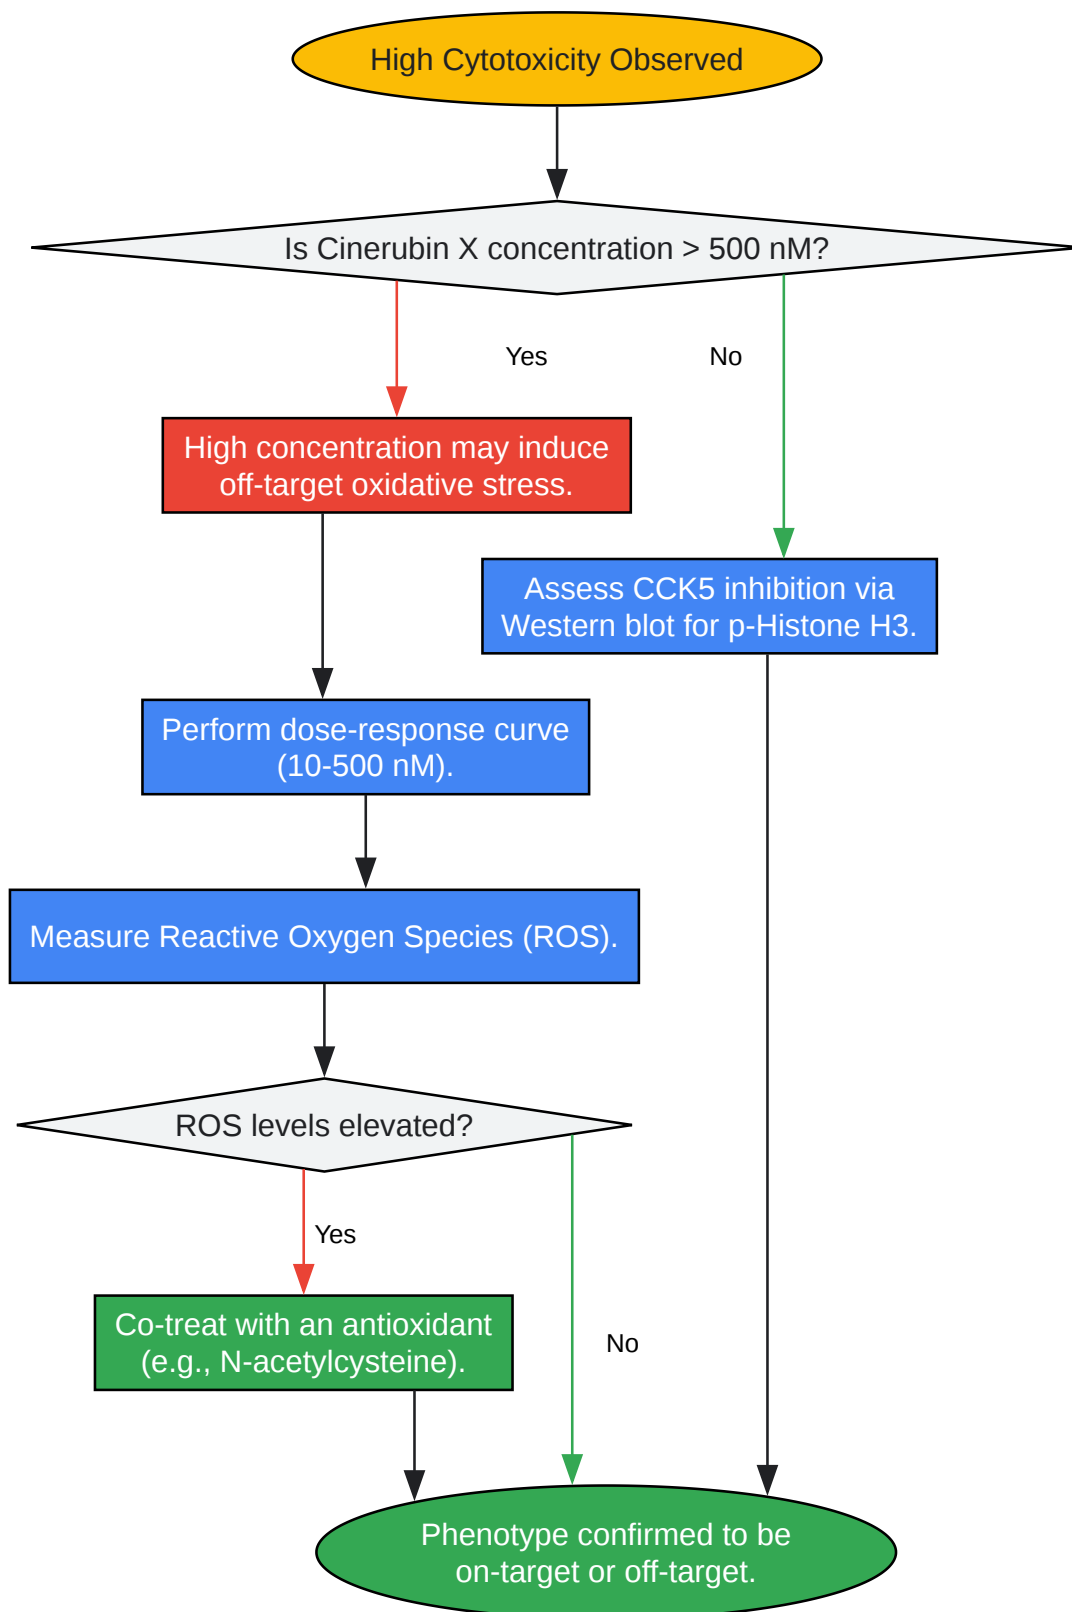 High Cytotoxicity Observed
Is Cinerubin X concentration > 500 nM?
Yes
No
High concentration may induce
off-target oxidative stress.
Assess CCK5 inhibition via
Western blot for p-Histone H3.
Perform dose-response curve
(10-500 nM).
Measure Reactive Oxygen Species (ROS).
ROS levels elevated?
Yes
Co-treat with an antioxidant
(e.g., N-acetylcysteine).
No
Phenotype confirmed to be
on-target or off-target.